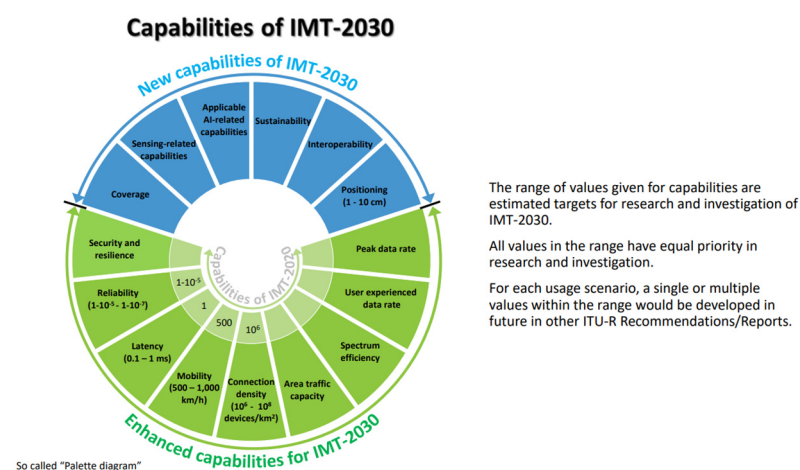 Capabilities of IMT-2030
New capabilities of IMT-2030
Applicable
AI-related
capabilities
Sustainability
Sensing-related
capabilities
Interoperability
Coverage
Positioning
(1 - 10 cm)
Security and
resilience
Capabilities of IMT-2020
Peak data rate
Reliability
(1-10⁻⁵ - 1-10⁻⁷)
1-10⁻⁵
User experienced
data rate
Latency
(0.1 – 1 ms)
1
Spectrum
efficiency
Mobility
(500 – 1,000
km/h)
500
Connection
density
(10⁶ - 10⁸
devices/km²)
10⁶
Area traffic
capacity
Enhanced capabilities for IMT-2030
The range of values given for capabilities are
estimated targets for research and investigation of
IMT-2030.
All values in the range have equal priority in
research and investigation.
For each usage scenario, a single or multiple
values within the range would be developed in
future in other ITU-R Recommendations/Reports.
So called “Palette diagram”